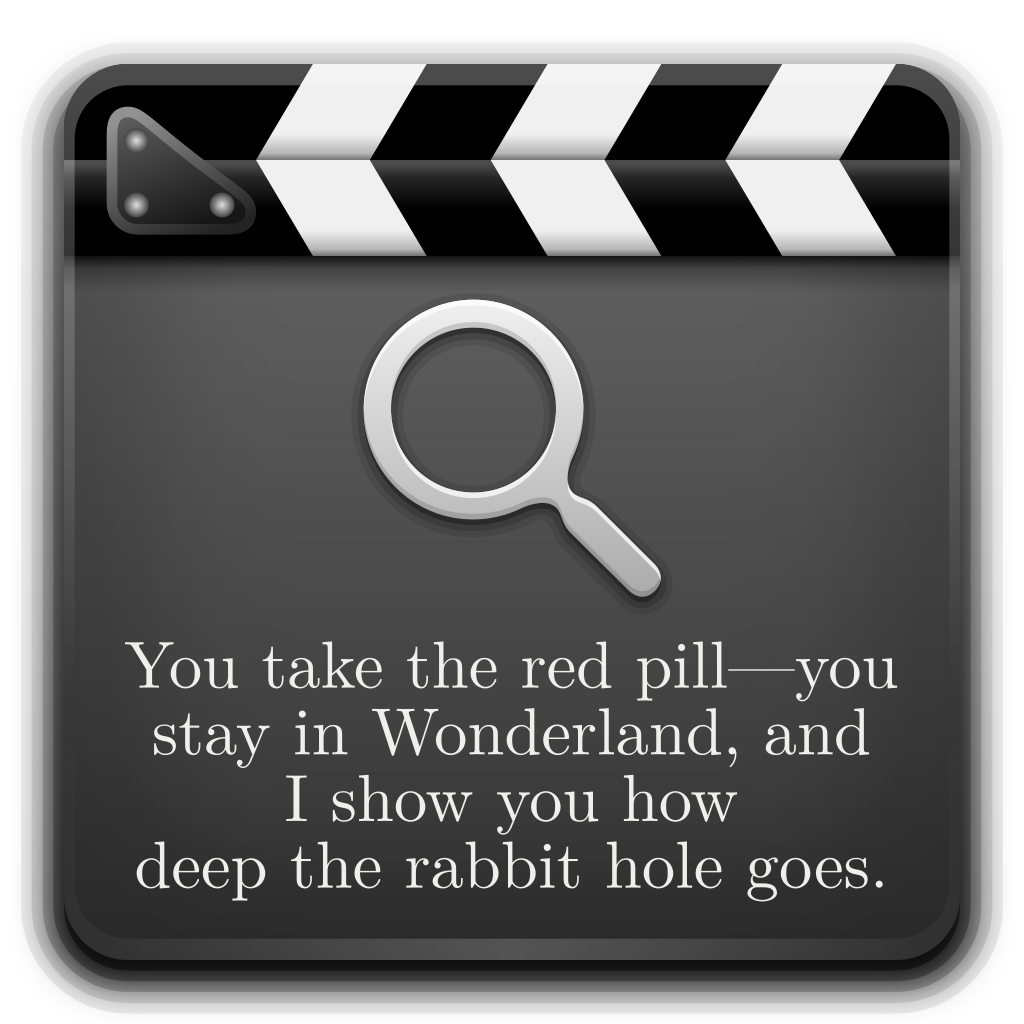 You take the red pill—you
stay in Wonderland, and
I show you how
deep the rabbit hole goes.